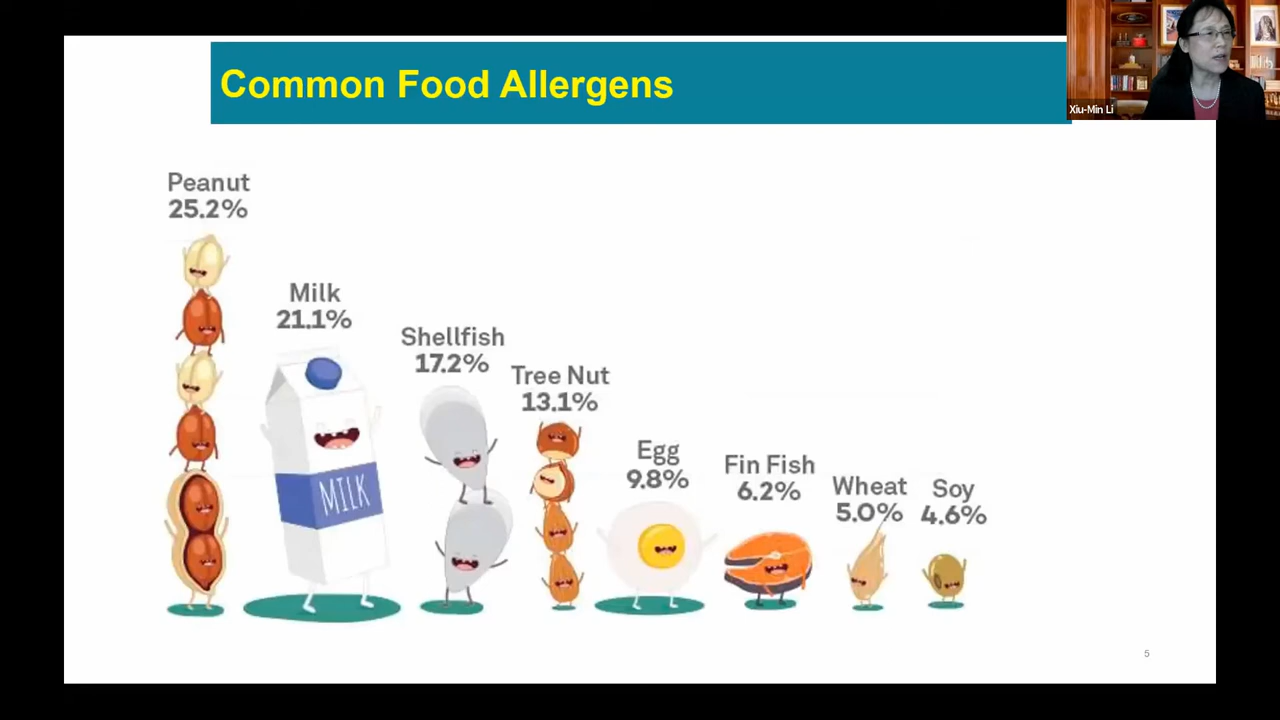 Common Food Allergens
Xiu-Min Li
Peanut
25.2%
Milk
21.1%
Shellfish
17.2%
Tree Nut
13.1%
Egg
9.8%
Fin Fish
6.2%
Wheat
5.0%
Soy
4.6%
MILK
5